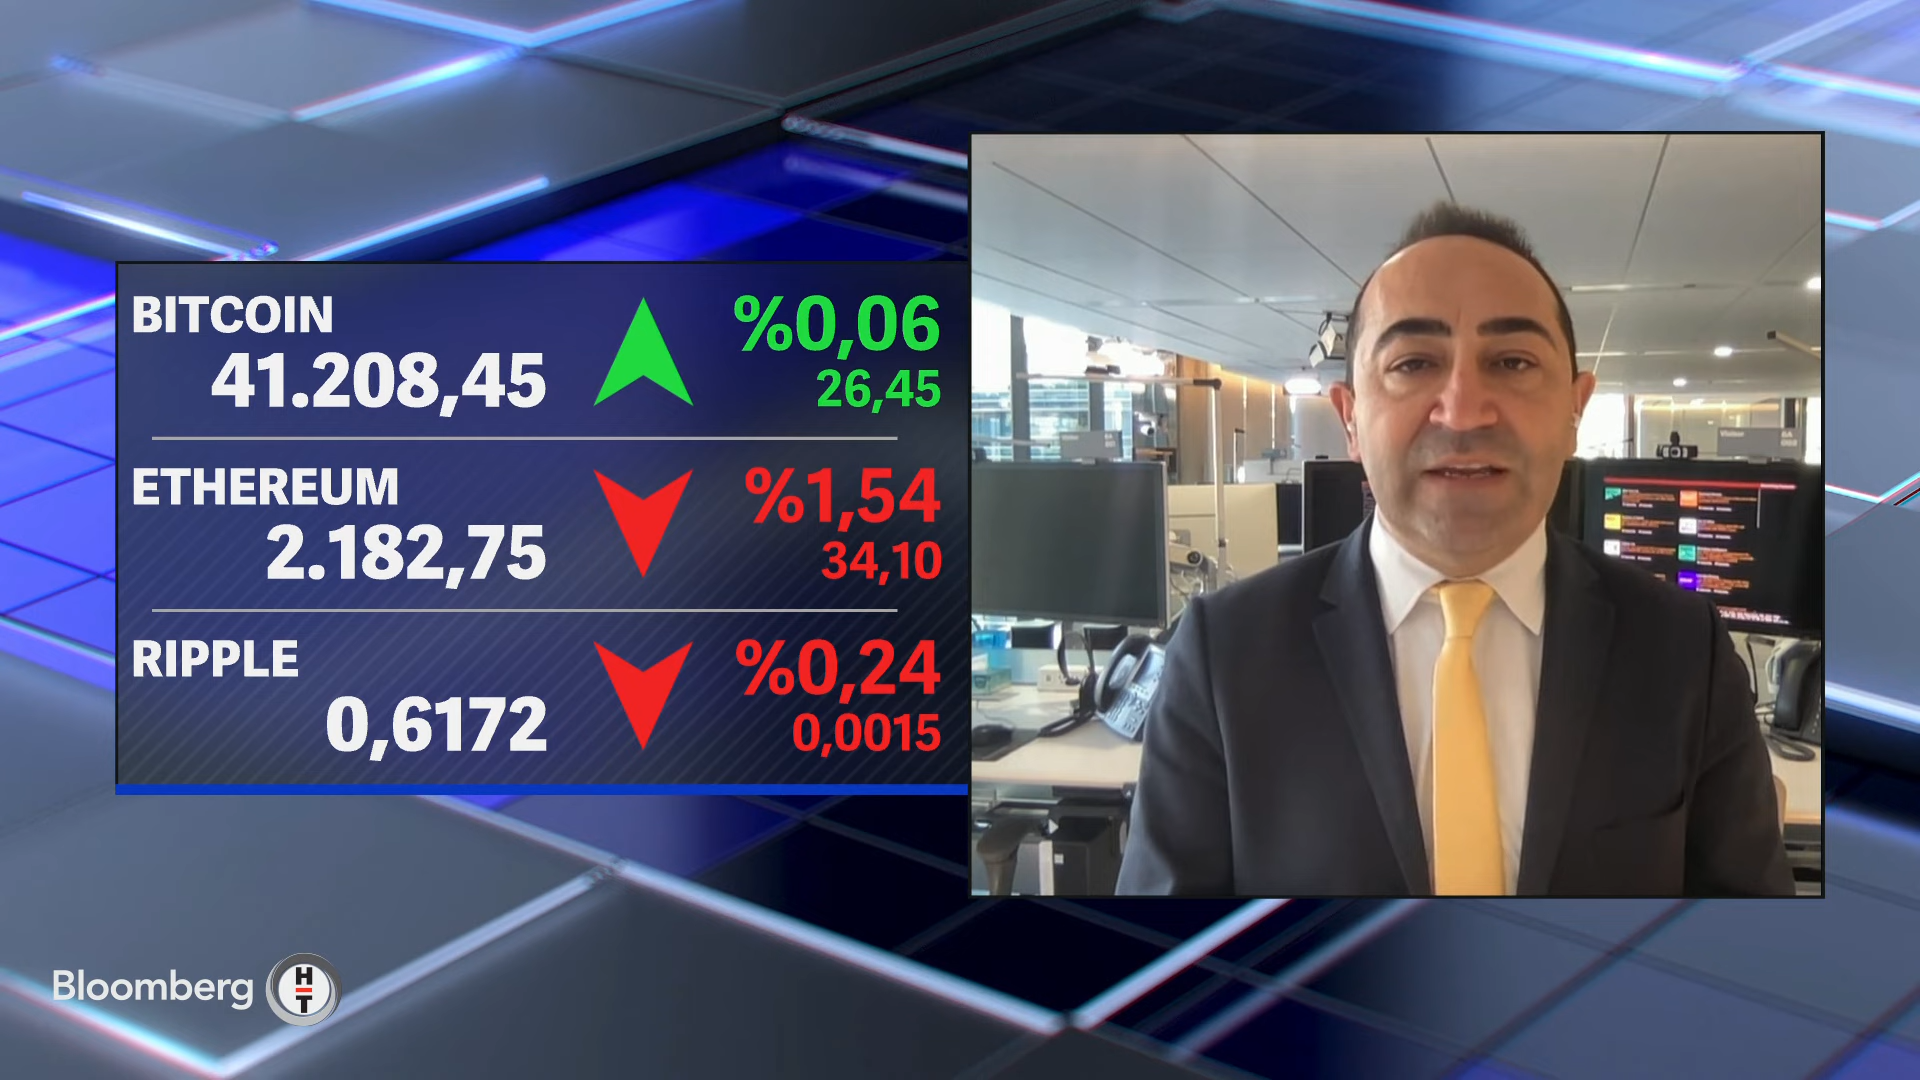 BITCOIN
41.208,45
%0,06
26,45
ETHEREUM
2.182,75
%1,54
34,10
RIPPLE
0,6172
%0,24
0,0015
Bloomberg HT